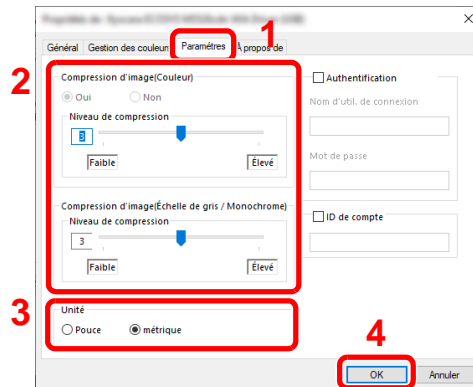 1
Général Gestion des couleur Paramètres À propos de
2
Compression d'image(Couleur)
Oui Non
Niveau de compression
3
Faible Élevé
Compression d'image(Échelle de gris / Monochrome)
Niveau de compression
3
Faible Élevé
Authentification
Nom d'util. de connexion
Mot de passe
ID de compte
3
Unité
Pouce métrique
4
OK Annuler